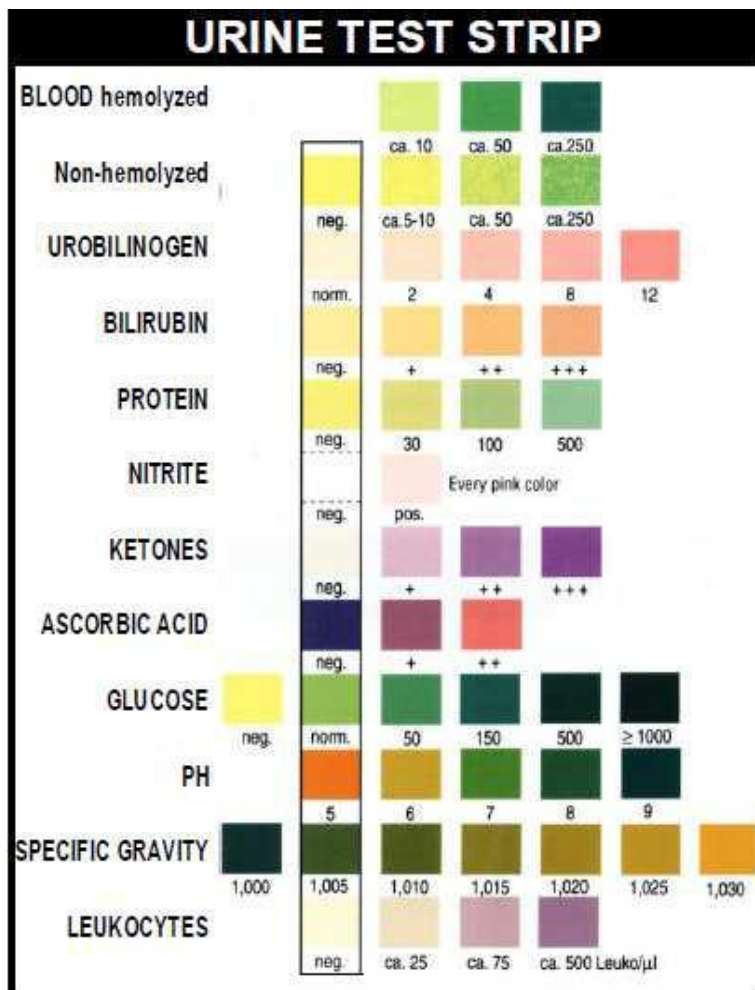 URINE TEST STRIP
BLOOD hemolyzed
ca. 10 ca. 50 ca.250
Non-hemolyzed
neg. ca.5-10 ca. 50 ca.250
UROBILINOGEN
norm. 2 4 8 12
BILIRUBIN
neg. + ++ +++
PROTEIN
neg. 30 100 500
NITRITE
Every pink color
neg. pos.
KETONES
neg. + ++ +++
ASCORBIC ACID
neg. + ++
GLUCOSE
neg. norm. 50 150 500 ≥ 1000
PH
5 6 7 8 9
SPECIFIC GRAVITY
1,000 1,005 1,010 1,015 1,020 1,025 1,030
LEUKOCYTES
neg. ca. 25 ca. 75 ca. 500 Leuko/µl